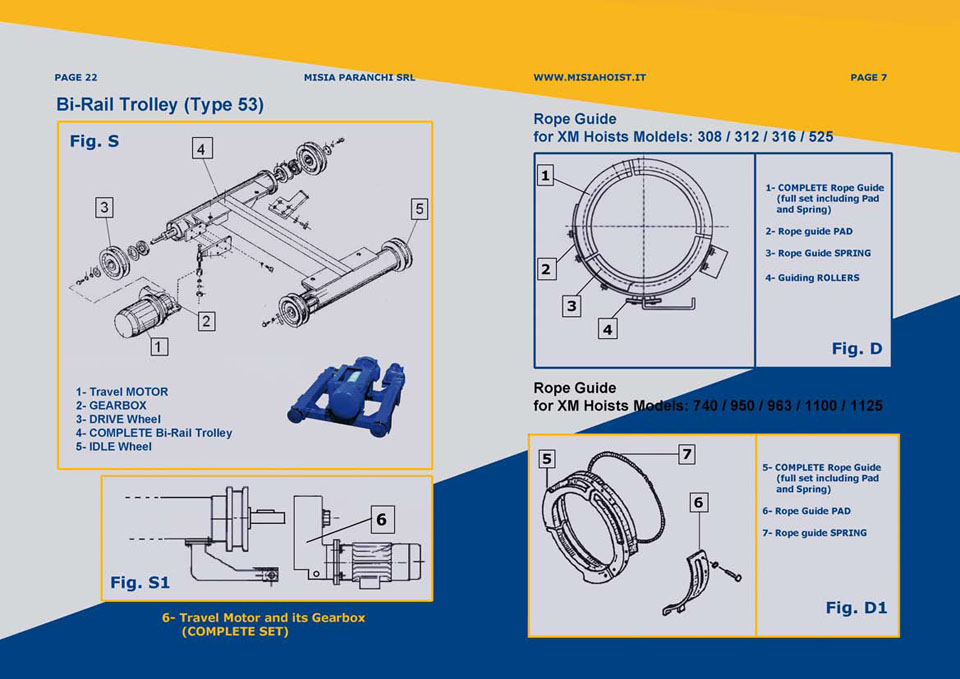 PAGE 22
MISIA PARANCHI SRL
Bi-Rail Trolley (Type 53)
Fig. S
4
3
5
2
1
1- Travel MOTOR
2- GEARBOX
3- DRIVE Wheel
4- COMPLETE Bi-Rail Trolley
5- IDLE Wheel
6
Fig. S1
6- Travel Motor and its Gearbox
(COMPLETE SET)
WWW.MISIAHOIST.IT
PAGE 7
Rope Guide
for XM Hoists Moldels: 308 / 312 / 316 / 525
1
2
3
4
1- COMPLETE Rope Guide
(full set including Pad
and Spring)
2- Rope guide PAD
3- Rope Guide SPRING
4- Guiding ROLLERS
Fig. D
Rope Guide
for XM Hoists Models: 740 / 950 / 963 / 1100 / 1125
5
7
6
5- COMPLETE Rope Guide
(full set including Pad
and Spring)
6- Rope Guide PAD
7- Rope guide SPRING
Fig. D1